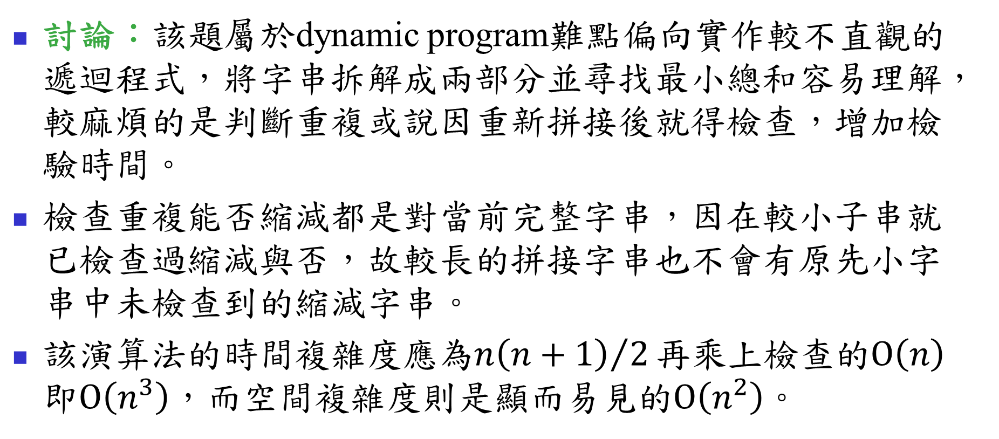 討論：該題屬於dynamic program難點偏向實作較不直觀的
遞迴程式，將字串拆解成兩部分並尋找最小總和容易理解，
較麻煩的是判斷重複或說因重新拼接後就得檢查，增加檢
驗時間。
檢查重複能否縮減都是對當前完整字串，因在較小子串就
已檢查過縮減與否，故較長的拼接字串也不會有原先小字
串中未檢查到的縮減字串。
該演算法的時間複雜度應為n(n + 1)/2 再乘上檢查的O(n)
即O(n³)，而空間複雜度則是顯而易見的O(n²)。